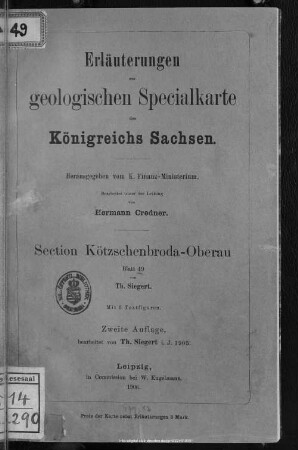 49
Erläuterungen
zur
geologischen Specialkarte
des
Königreichs Sachsen.
Herausgegeben vom K. Finanz-Ministerium.
Bearbeitet unter der Leitung
von
Hermann Credner.
Section Kötzschenbroda-Oberau
Blatt 49
von
Th. Siegert.
Mit 2 Textfiguren.
Zweite Auflage,
bearbeitet von Th. Siegert i. J.
Leipzig,
in Commission bei W. Engelmann.
Preis der Karte nebst Erläuterungen 3 Mark.
Lesesaal
14
290